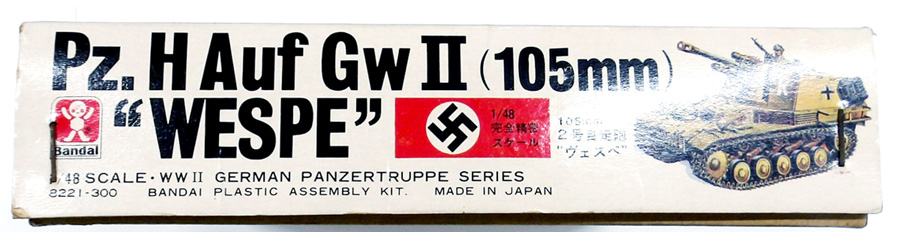 Pz. H Auf Gw II (105mm)
"WESPE"
Bandai
1/48
完全精密
スケール
105mm
2号自走砲
"ヴェスペ"
1/48 SCALE・WW II GERMAN PANZERTRUPPE SERIES
8221-300 BANDAI PLASTIC ASSEMBLY KIT. MADE IN JAPAN